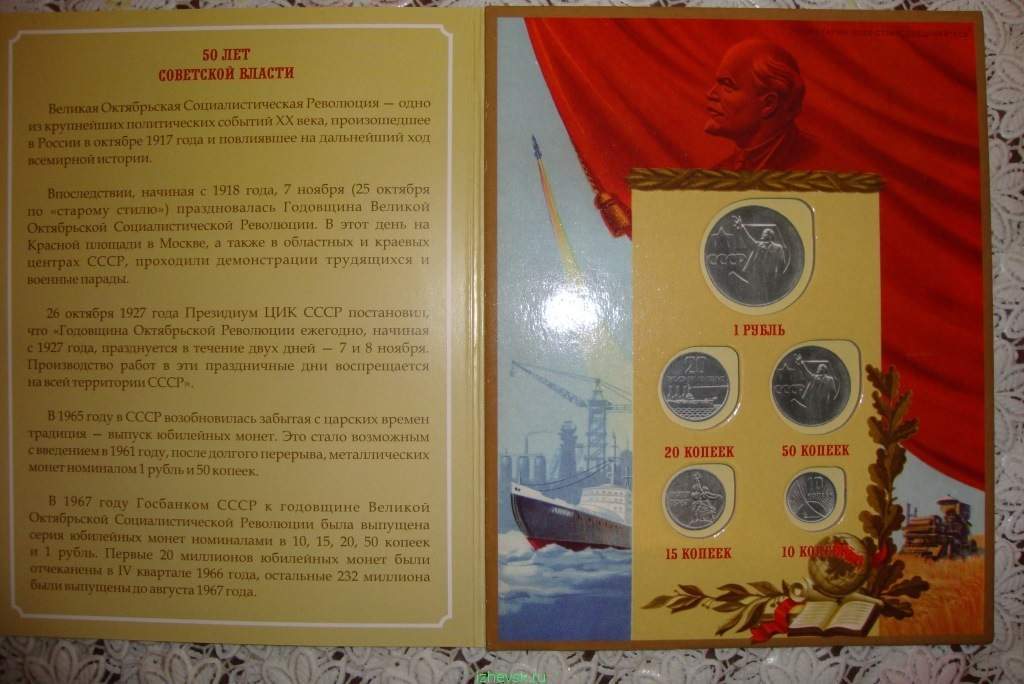 50 ЛЕТ
СОВЕТСКОЙ ВЛАСТИ
Великая Октябрьская Социалистическая Революция — одно
из крупнейших политических событий XX века, произошедшее
в России в октябре 1917 года и повлиявшее на дальнейший ход
всемирной истории.
Впоследствии, начиная с 1918 года, 7 ноября (25 октября
по «старому стилю») праздновалась Годовщина Великой
Октябрьской Социалистической Революции. В этот день на
Красной площади в Москве, а также в областных и краевых
центрах СССР, проходили демонстрации трудящихся и
военные парады.
26 октября 1927 года Президиум ЦИК СССР постановил,
что «Годовщина Октябрьской Революции ежегодно, начиная
с 1927 года, празднуется в течение двух дней — 7 и 8 ноября.
Производство работ в эти праздничные дни воспрещается
на всей территории СССР».
В 1965 году в СССР возобновилась забытая с царских времен
традиция — выпуск юбилейных монет. Это стало возможным
с введением в 1961 году, после долгого перерыва, металлических
монет номиналом 1 рубль и 50 копеек.
В 1967 году Госбанком СССР к годовщине Великой
Октябрьской Социалистической Революции была выпущена
серия юбилейных монет номиналами в 10, 15, 20, 50 копеек
и 1 рубль. Первые 20 миллионов юбилейных монет были
отчеканены в IV квартале 1966 года, остальные 232 миллиона
были выпущены до августа 1967 года.
СССР
1 РУБЛЬ
20
СССР
20 КОПЕЕК
50 КОПЕЕК
10
15 КОПЕЕК
10 КОПЕЕК
izhevsk.ru